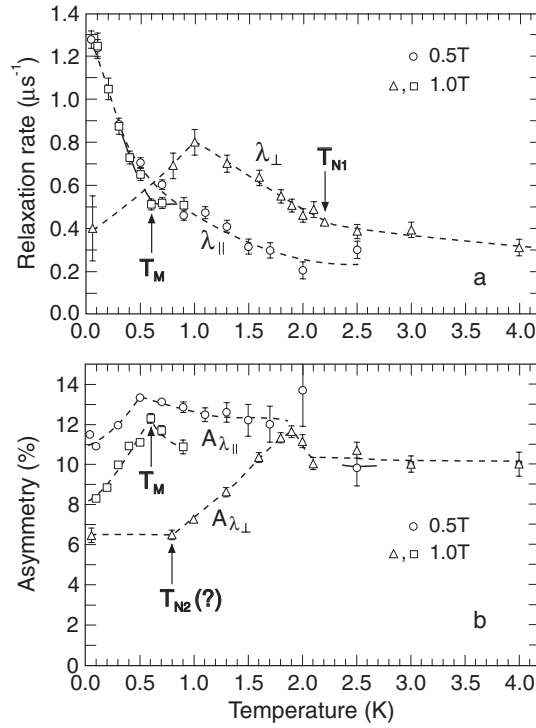 1.4
1.2
1.0
0.8
0.6
0.4
0.2
0.0
Relaxation rate (μs⁻¹)
○ 0.5T
△ , □ 1.0T
λ⊥
T_N1
λ||
T_M
a
0.0 0.5 1.0 1.5 2.0 2.5 3.0 3.5 4.0
14
12
10
8
6
4
2
0
Asymmetry (%)
A_λ||
T_M
A_λ⊥
○ 0.5T
△ , □ 1.0T
T_N2 (?)
b
0.0 0.5 1.0 1.5 2.0 2.5 3.0 3.5 4.0
Temperature (K)